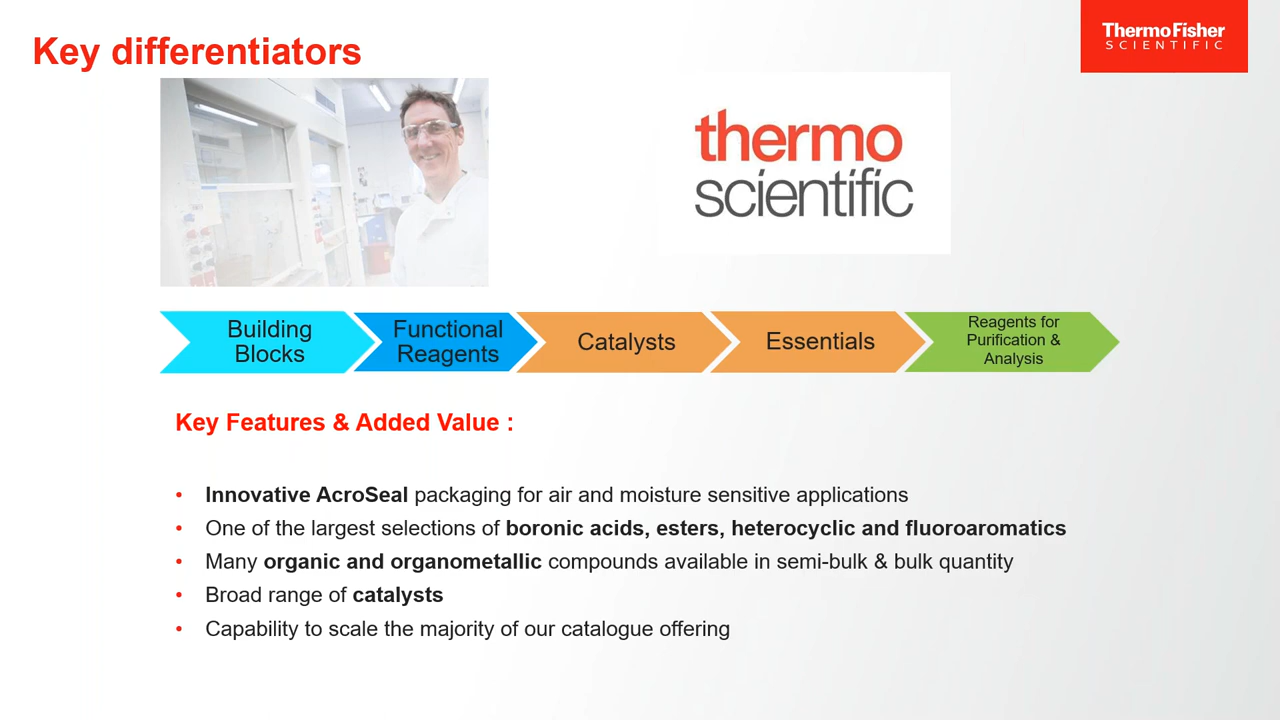 Key differentiators
ThermoFisher
SCIENTIFIC
thermo
scientific
Building
Blocks
Functional
Reagents
Catalysts
Essentials
Reagents for
Purification &
Analysis
Key Features & Added Value :
• Innovative AcroSeal packaging for air and moisture sensitive applications
• One of the largest selections of boronic acids, esters, heterocyclic and fluoroaromatics
• Many organic and organometallic compounds available in semi-bulk & bulk quantity
• Broad range of catalysts
• Capability to scale the majority of our catalogue offering